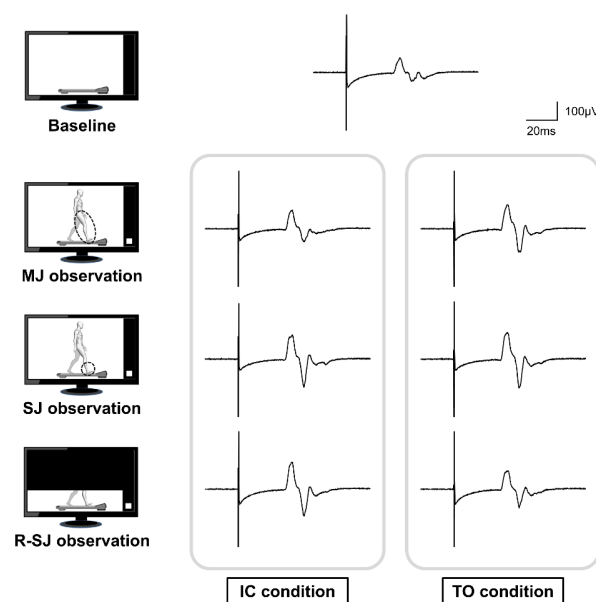 Baseline
100μV
20ms
MJ observation
SJ observation
R-SJ observation
IC condition
TO condition